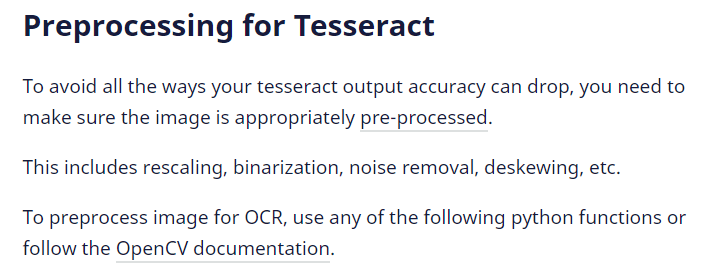 Preprocessing for Tesseract
To avoid all the ways your tesseract output accuracy can drop, you need to
make sure the image is appropriately pre-processed.
This includes rescaling, binarization, noise removal, deskewing, etc.
To preprocess image for OCR, use any of the following python functions or
follow the OpenCV documentation.